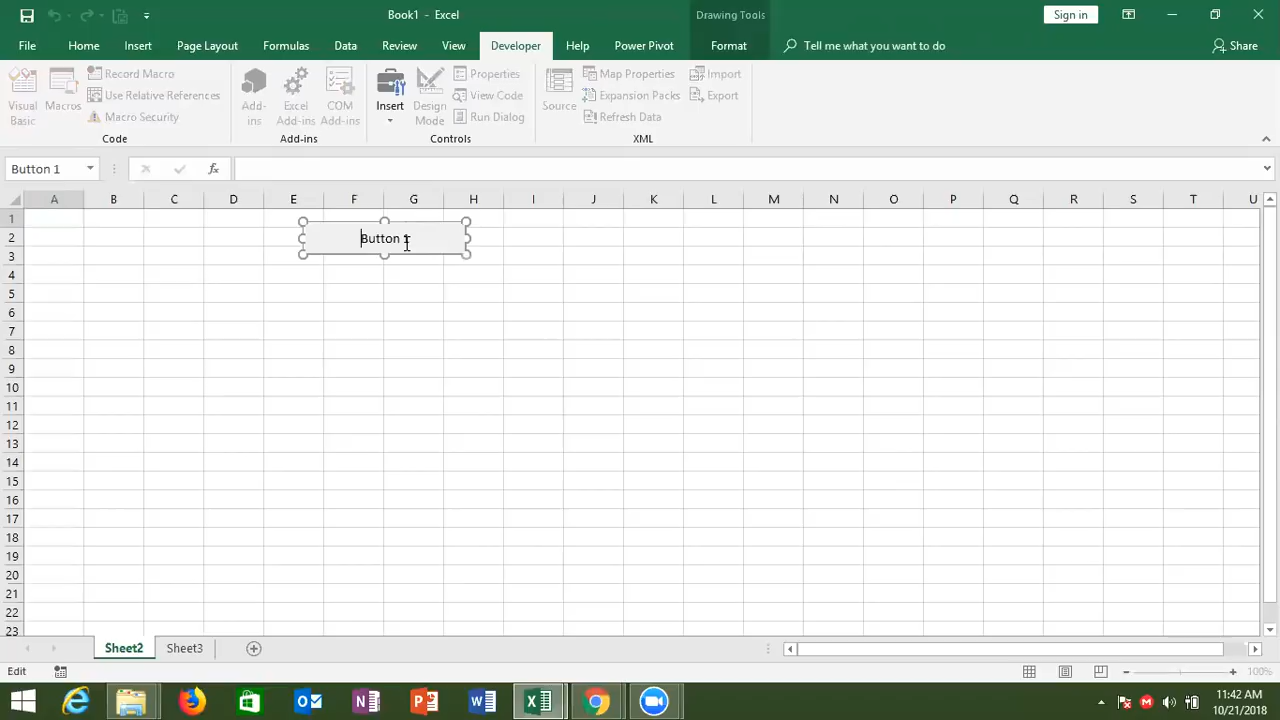 Book1 - Excel
Drawing Tools
Sign in
File Home Insert Page Layout Formulas Data Review View Developer Help Power Pivot Format Tell me what you want to do Share
Visual Basic
Macros
Record Macro
Use Relative References
Macro Security
Code
Add-ins
Excel Add-ins
COM Add-ins
Add-ins
Insert
Design Mode
Properties
View Code
Run Dialog
Controls
Source
Map Properties
Expansion Packs
Refresh Data
Import
Export
XML
Button 1
fx
A B C D E F G H I J K L M N O P Q R S T U
1
2
3
4
5
6
7
8
9
10
11
12
13
14
15
16
17
18
19
20
21
22
23
Button 1
Sheet2 Sheet3
Edit
100%
11:42 AM
10/21/2018